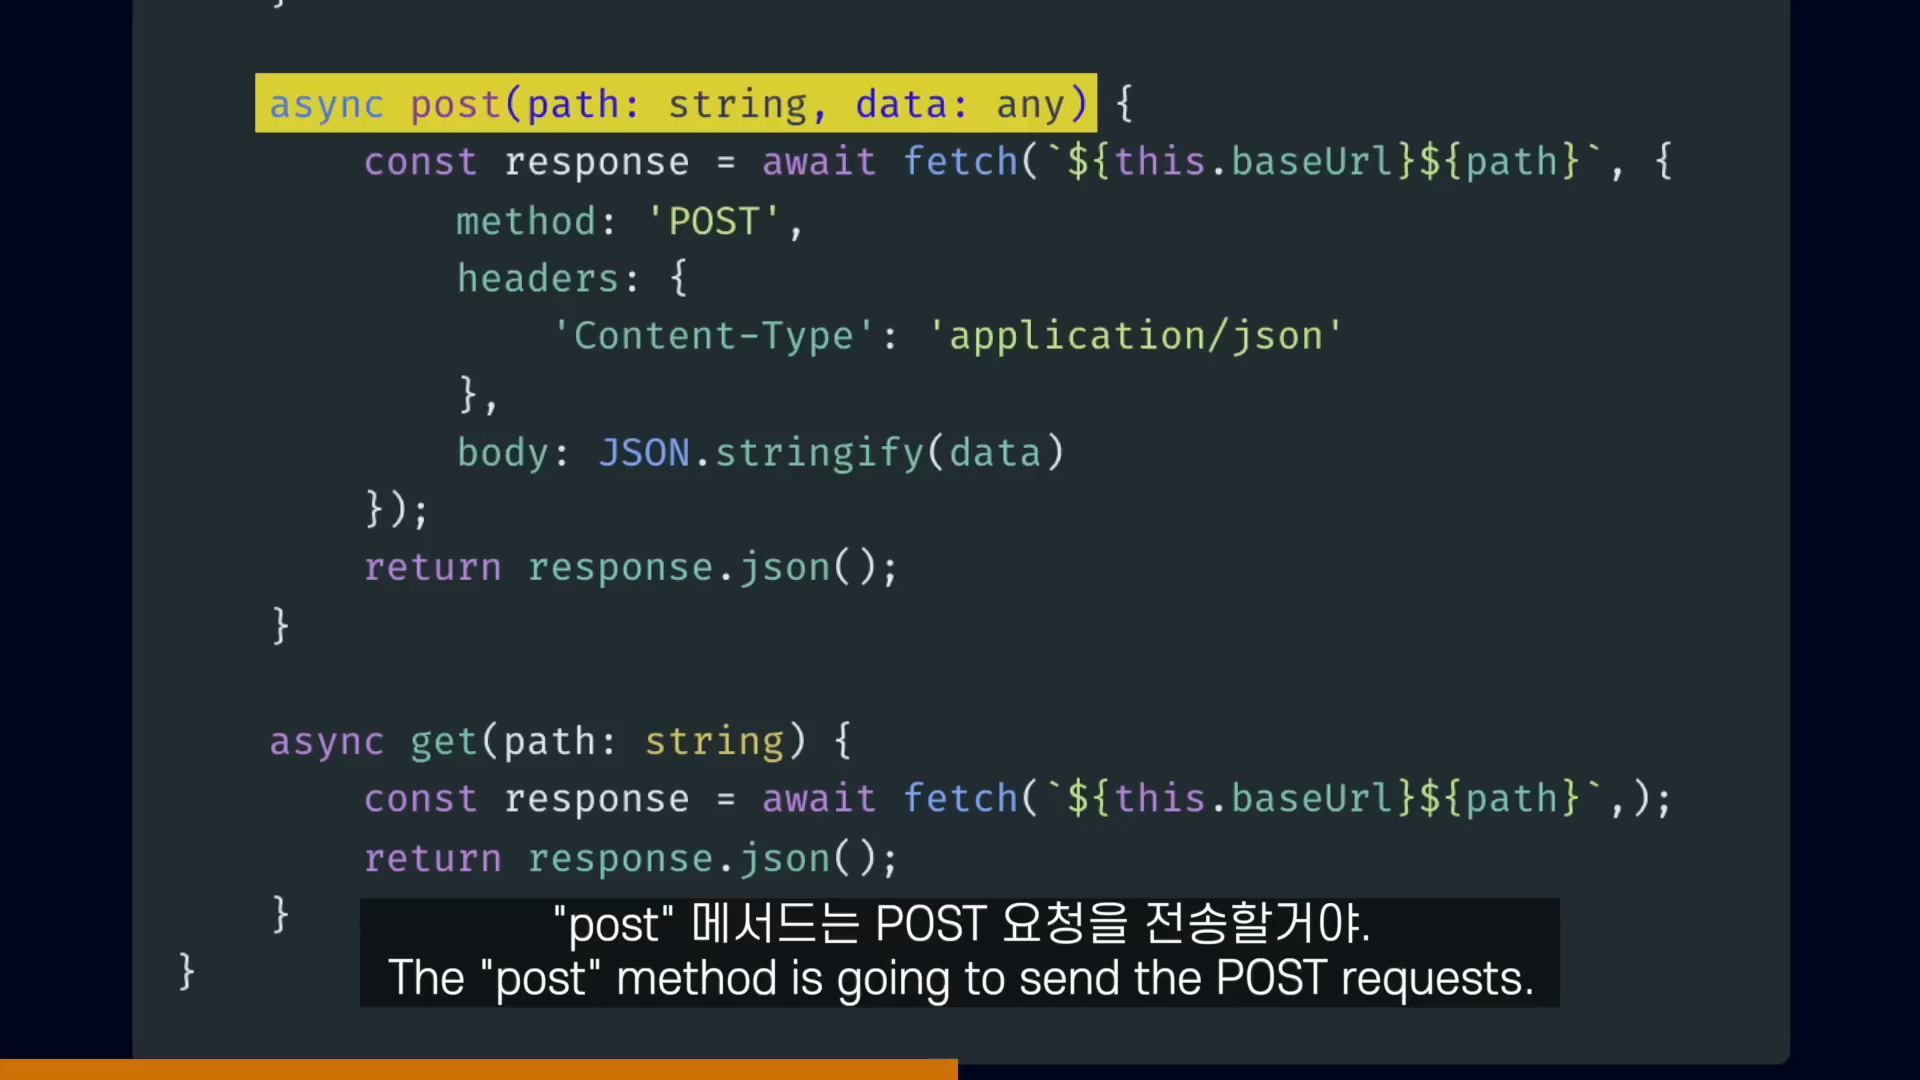 }
async post(path: string, data: any) {
const response = await fetch(`${this.baseUrl}${path}`, {
method: 'POST',
headers: {
'Content-Type': 'application/json'
},
body: JSON.stringify(data)
});
return response.json();
}
async get(path: string) {
const response = await fetch(`${this.baseUrl}${path}`,);
return response.json();
}
}
"post" 메서드는 POST 요청을 전송할거야.
The "post" method is going to send the POST requests.